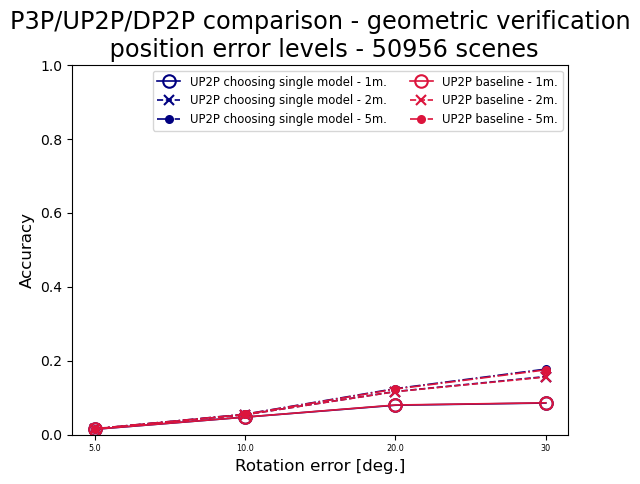 P3P/UP2P/DP2P comparison - geometric verification
position error levels - 50956 scenes
1.0
0.8
0.6
0.4
0.2
0.0
Accuracy
UP2P choosing single model - 1m.
UP2P choosing single model - 2m.
UP2P choosing single model - 5m.
UP2P baseline - 1m.
UP2P baseline - 2m.
UP2P baseline - 5m.
5.0 10.0 20.0 30
Rotation error [deg.]